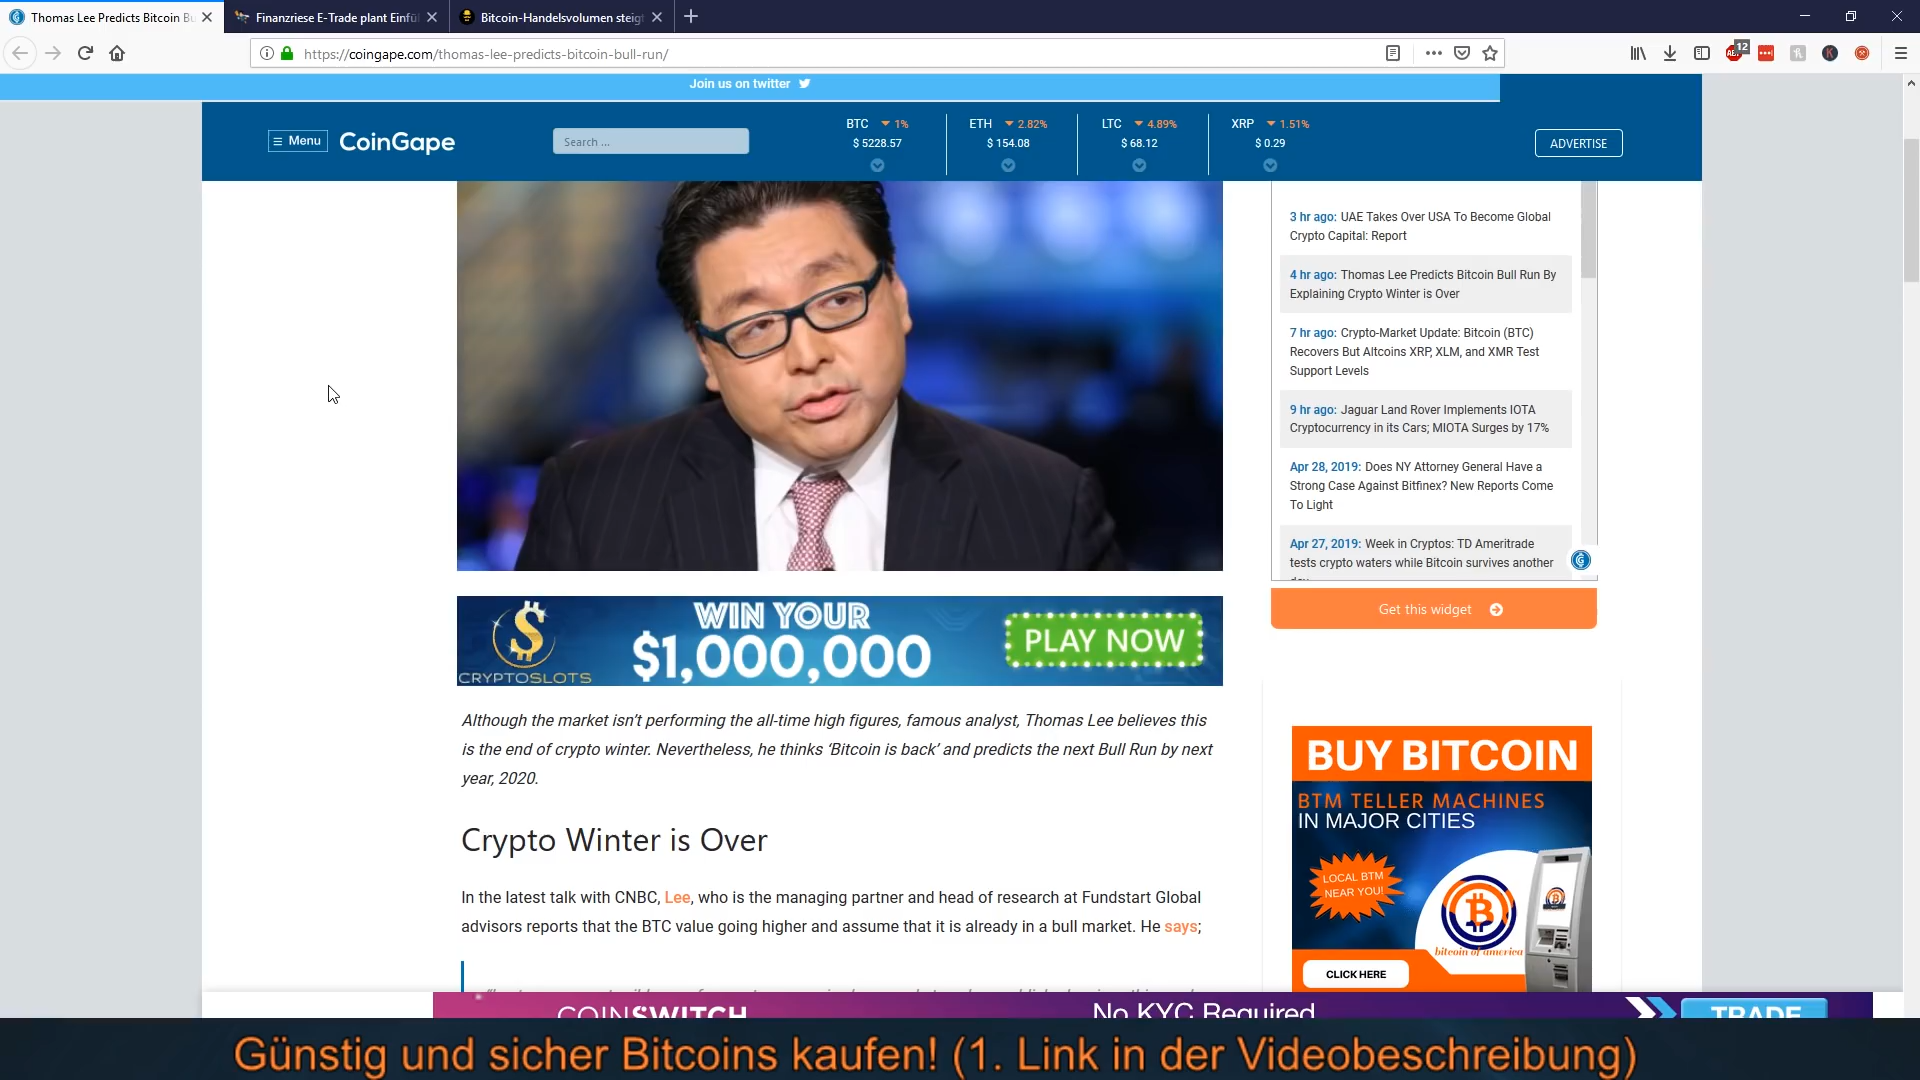 Thomas Lee Predicts Bitcoin Bu
Finanzriese E-Trade plant Einfü
Bitcoin-Handelsvolumen steigt
https://coingape.com/thomas-lee-predicts-bitcoin-bull-run/
12
Join us on twitter
Menu
CoinGape
Search ...
BTC 1%
$ 5228.57
ETH 2.82%
$ 154.08
LTC 4.89%
$ 68.12
XRP 1.51%
$ 0.29
ADVERTISE
3 hr ago: UAE Takes Over USA To Become Global
Crypto Capital: Report
4 hr ago: Thomas Lee Predicts Bitcoin Bull Run By
Explaining Crypto Winter is Over
7 hr ago: Crypto-Market Update: Bitcoin (BTC)
Recovers But Altcoins XRP, XLM, and XMR Test
Support Levels
9 hr ago: Jaguar Land Rover Implements IOTA
Cryptocurrency in its Cars; MIOTA Surges by 17%
Apr 28, 2019: Does NY Attorney General Have a
Strong Case Against Bitfinex? New Reports Come
To Light
Apr 27, 2019: Week in Cryptos: TD Ameritrade
tests crypto waters while Bitcoin survives another
Get this widget
CRYPTOSLOTS
WIN YOUR
$1,000,000
PLAY NOW
Although the market isn't performing the all-time high figures, famous analyst, Thomas Lee believes this
is the end of crypto winter. Nevertheless, he thinks ‘Bitcoin is back’ and predicts the next Bull Run by next
year, 2020.
Crypto Winter is Over
In the latest talk with CNBC, Lee, who is the managing partner and head of research at Fundstart Global
advisors reports that the BTC value going higher and assume that it is already in a bull market. He says;
BUY BITCOIN
BTM TELLER MACHINES
IN MAJOR CITIES
LOCAL BTM
NEAR YOU!
bitcoin of america
CLICK HERE
COINSWITCH
No KYC Required
TRADE
Günstig und sicher Bitcoins kaufen! (1. Link in der Videobeschreibung)